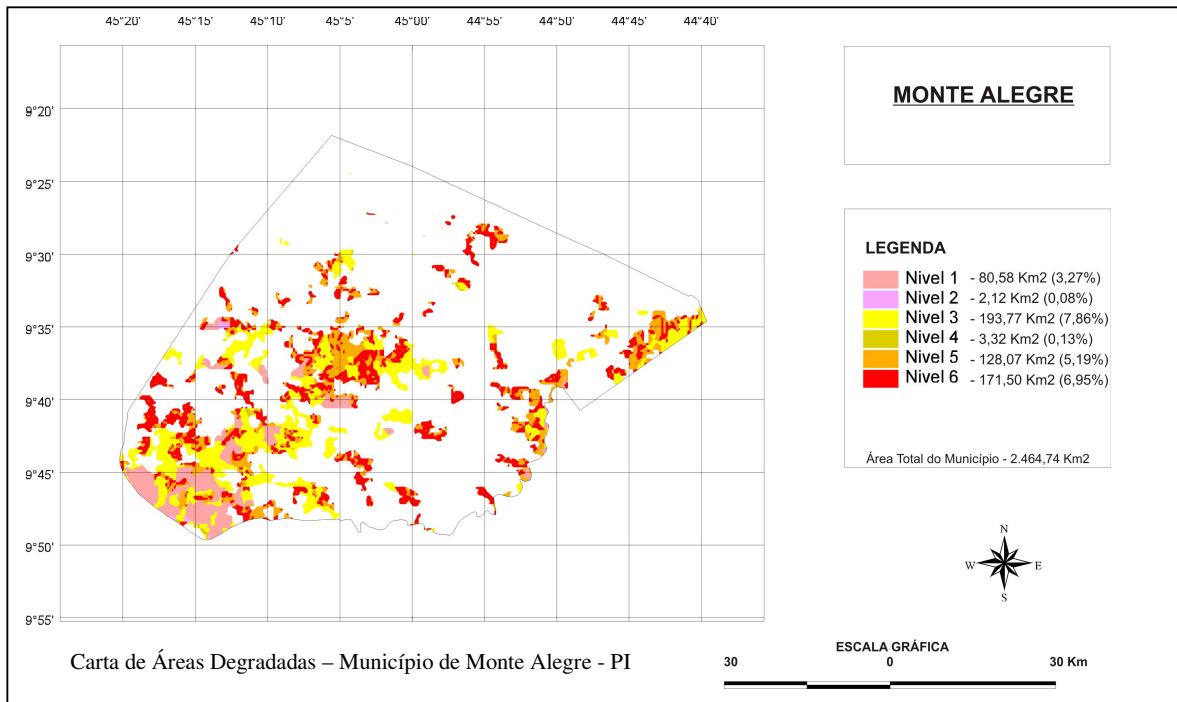 45°20' 45°15' 45°10' 45°5' 45°00' 44°55' 44°50' 44°45' 44°40'
9°20'
9°25'
9°30'
9°35'
9°40'
9°45'
9°50'
9°55'
MONTE ALEGRE
LEGENDA
Nivel 1 - 80,58 Km2 (3,27%)
Nivel 2 - 2,12 Km2 (0,08%)
Nivel 3 - 193,77 Km2 (7,86%)
Nivel 4 - 3,32 Km2 (0,13%)
Nivel 5 - 128,07 Km2 (5,19%)
Nivel 6 - 171,50 Km2 (6,95%)
Área Total do Município - 2.464,74 Km2
N
W E
S
Carta de Áreas Degradadas – Município de Monte Alegre - PI
ESCALA GRÁFICA
30 0 30 Km